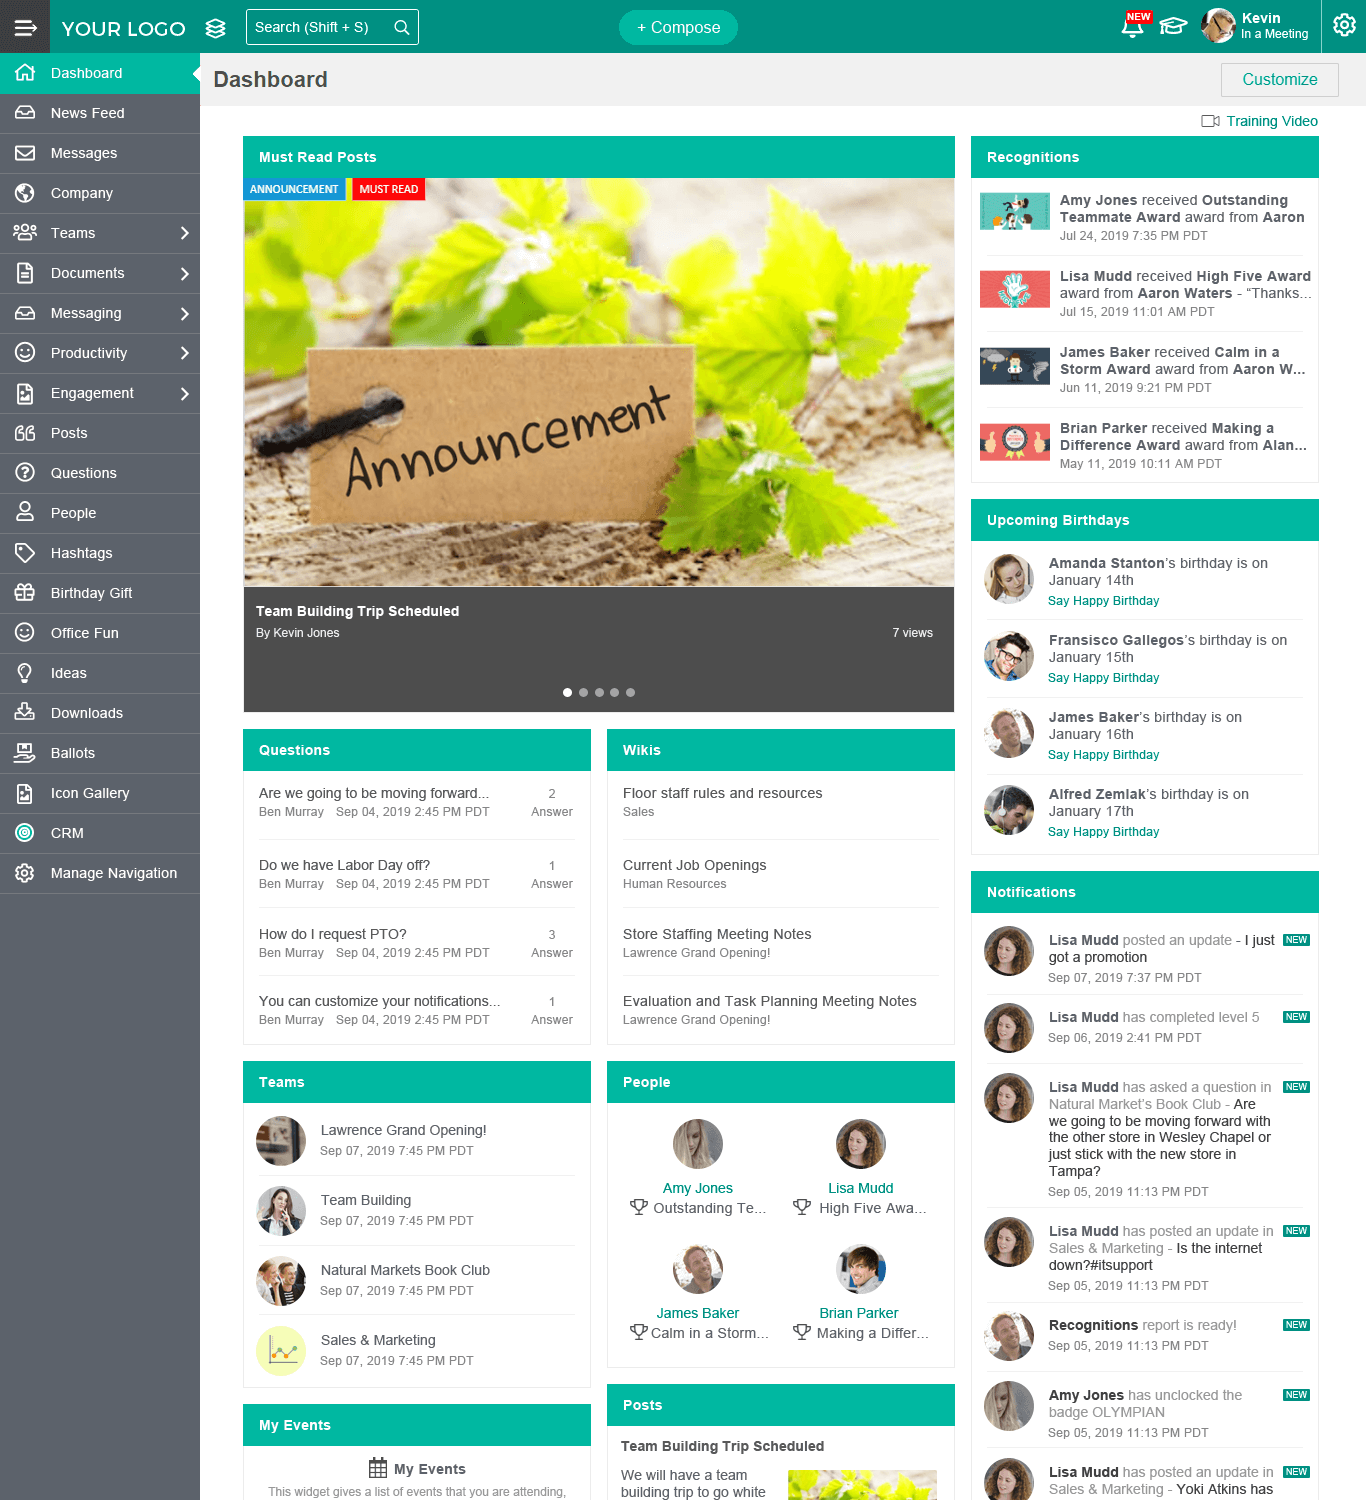 YOUR LOGO
Search (Shift + S)
+ Compose
NEW
Kevin
In a Meeting
Dashboard
News Feed
Messages
Company
Teams
Documents
Messaging
Productivity
Engagement
Posts
Questions
People
Hashtags
Birthday Gift
Office Fun
Ideas
Downloads
Ballots
Icon Gallery
CRM
Manage Navigation
Dashboard
Customize
Training Video
Must Read Posts
ANNOUNCEMENT MUST READ
Announcement
Team Building Trip Scheduled
By Kevin Jones 7 views
Questions
Are we going to be moving forward... 2
Ben Murray Sep 04, 2019 2:45 PM PDT Answer
Do we have Labor Day off? 1
Ben Murray Sep 04, 2019 2:45 PM PDT Answer
How do I request PTO? 3
Ben Murray Sep 04, 2019 2:45 PM PDT Answer
You can customize your notifications... 1
Ben Murray Sep 04, 2019 2:45 PM PDT Answer
Wikis
Floor staff rules and resources
Sales
Current Job Openings
Human Resources
Store Staffing Meeting Notes
Lawrence Grand Opening!
Evaluation and Task Planning Meeting Notes
Lawrence Grand Opening!
Teams
Lawrence Grand Opening!
Sep 07, 2019 7:45 PM PDT
Team Building
Sep 07, 2019 7:45 PM PDT
Natural Markets Book Club
Sep 07, 2019 7:45 PM PDT
Sales & Marketing
Sep 07, 2019 7:45 PM PDT
People
Amy Jones
Outstanding Te...
Lisa Mudd
High Five Awa...
James Baker
Calm in a Storm...
Brian Parker
Making a Differ...
My Events
My Events
This widget gives a list of events that you are attending,
Posts
Team Building Trip Scheduled
We will have a team
building trip to go white
Recognitions
Amy Jones received Outstanding
Teammate Award award from Aaron
Jul 24, 2019 7:35 PM PDT
Lisa Mudd received High Five Award
award from Aaron Waters - “Thanks...
Jul 15, 2019 11:01 AM PDT
James Baker received Calm in a
Storm Award award from Aaron W...
Jun 11, 2019 9:21 PM PDT
Brian Parker received Making a
Difference Award award from Alan...
May 11, 2019 10:11 AM PDT
Upcoming Birthdays
Amanda Stanton’s birthday is on
January 14th
Say Happy Birthday
Fransisco Gallegos’s birthday is on
January 15th
Say Happy Birthday
James Baker’s birthday is on
January 16th
Say Happy Birthday
Alfred Zemlak’s birthday is on
January 17th
Say Happy Birthday
Notifications
Lisa Mudd posted an update - I just NEW
got a promotion
Sep 07, 2019 7:37 PM PDT
Lisa Mudd has completed level 5 NEW
Sep 06, 2019 2:41 PM PDT
Lisa Mudd has asked a question in NEW
Natural Market’s Book Club - Are
we going to be moving forward with
the other store in Wesley Chapel or
just stick with the new store in
Tampa?
Sep 05, 2019 11:13 PM PDT
Lisa Mudd has posted an update in NEW
Sales & Marketing - Is the internet
down?#itsupport
Sep 05, 2019 11:13 PM PDT
Recognitions report is ready! NEW
Sep 05, 2019 11:13 PM PDT
Amy Jones has unclocked the NEW
badge OLYMPIAN
Sep 05, 2019 11:13 PM PDT
Lisa Mudd has posted an update in NEW
Sales & Marketing - Yoki Atkins has